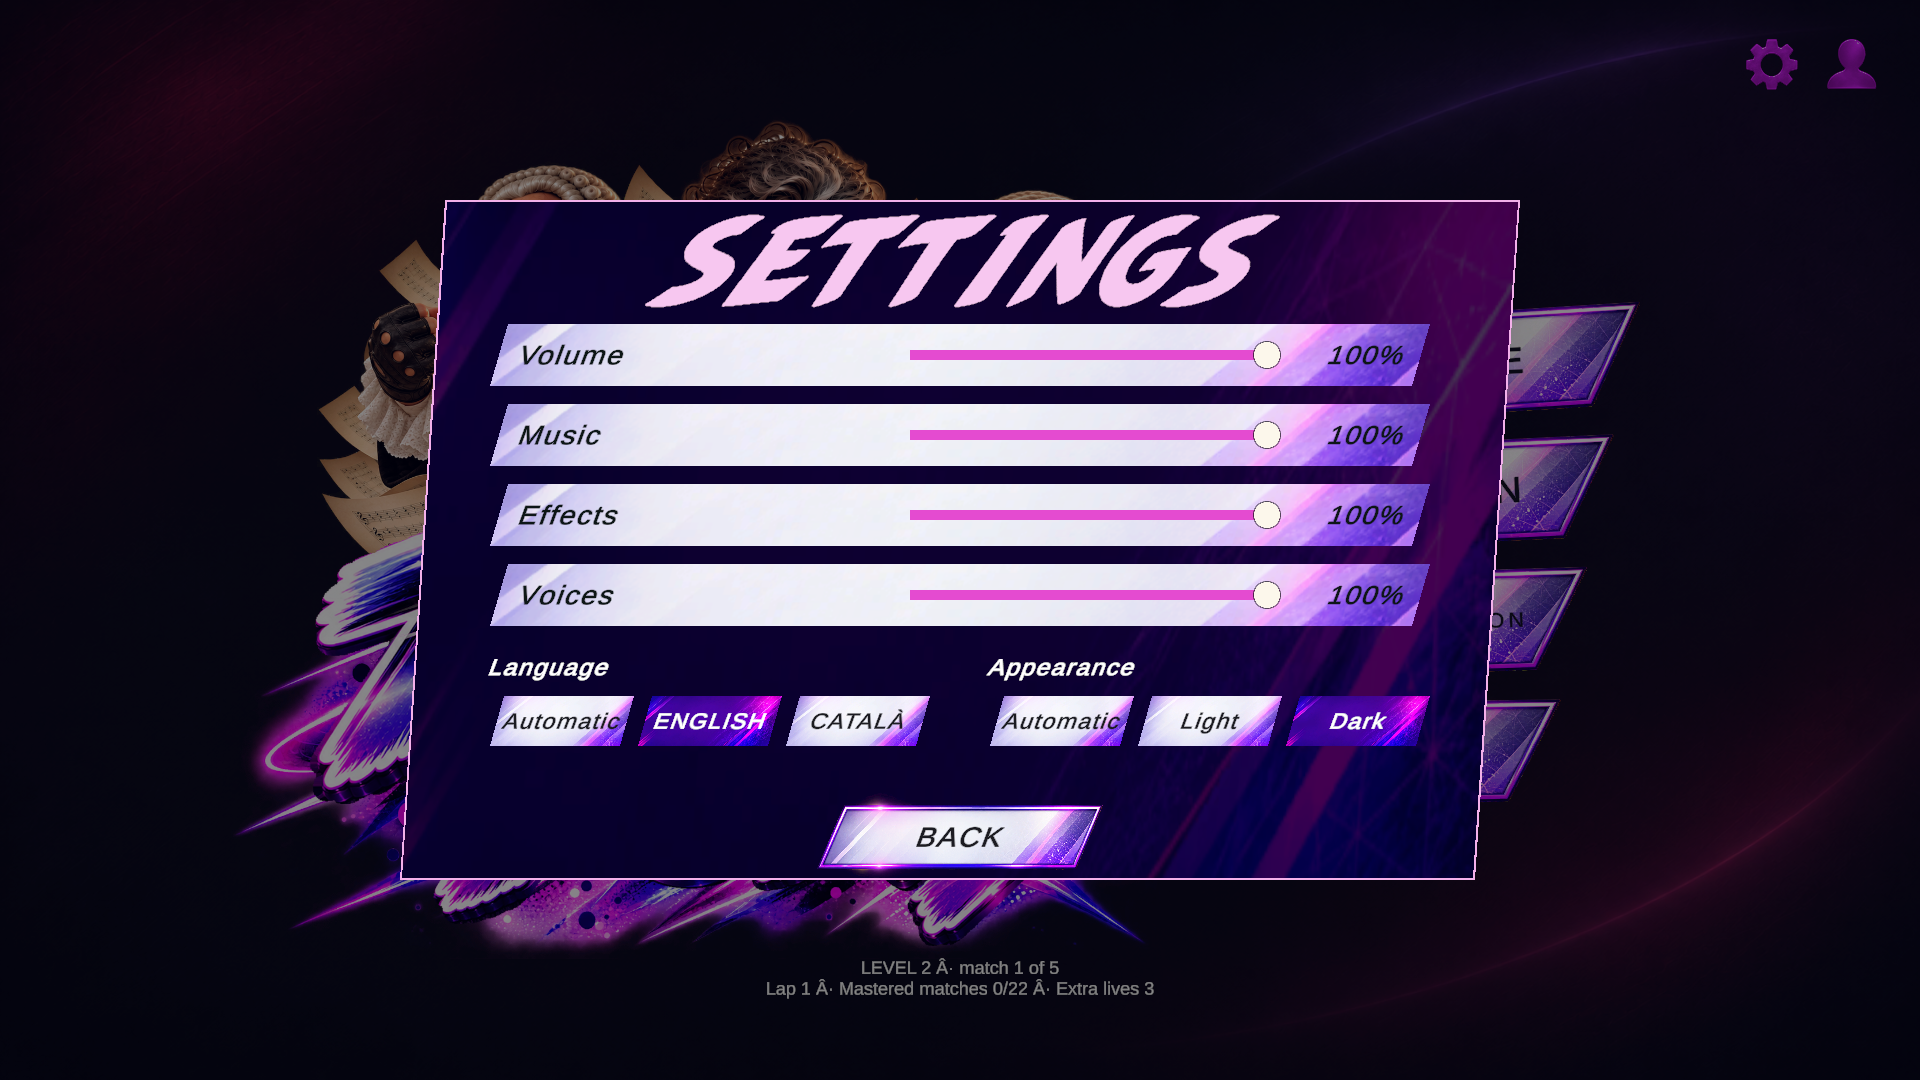 SETTINGS
Volume 100%
Music 100%
Effects 100%
Voices 100%
Language Appearance
Automatic ENGLISH CATALÀ Automatic Light Dark
BACK
LEVEL 2 Â· match 1 of 5
Lap 1 Â· Mastered matches 0/22 Â· Extra lives 3